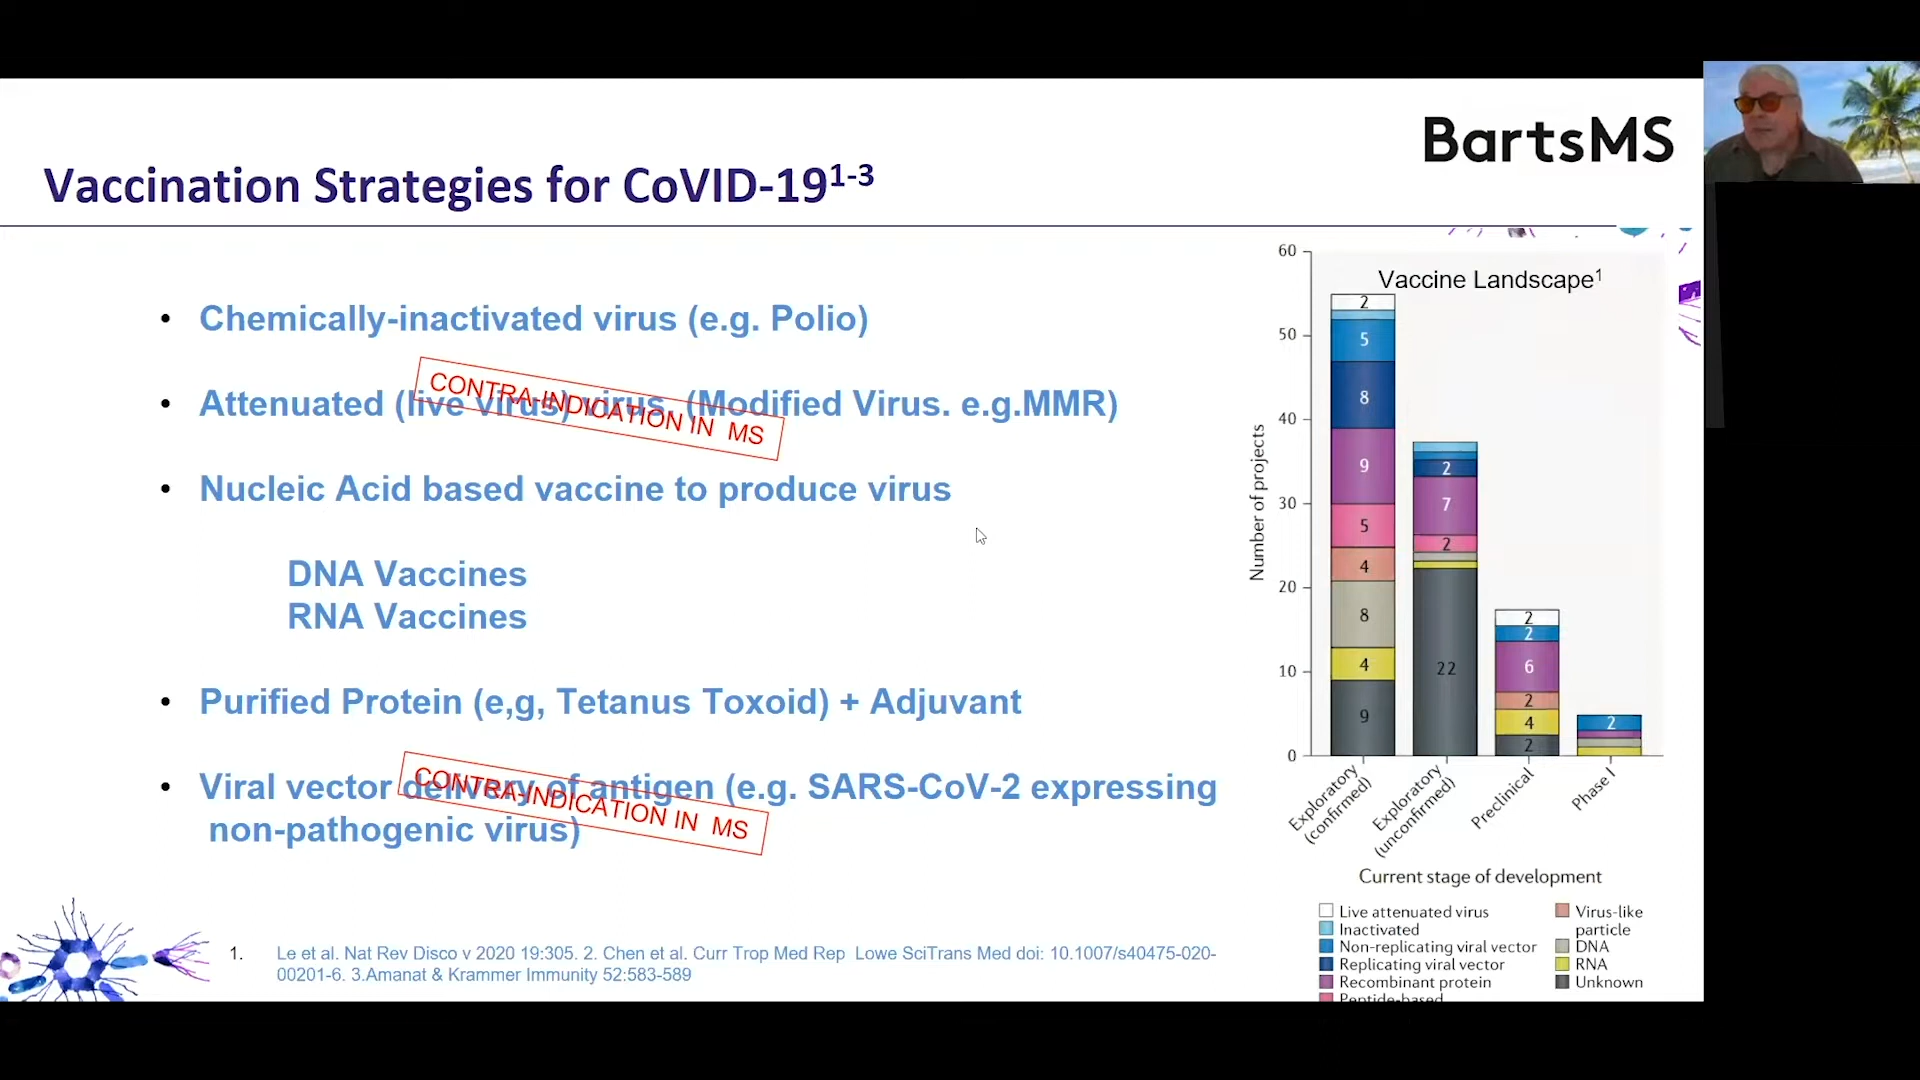 BartsMS
Vaccination Strategies for CoVID-19¹⁻³
• Chemically-inactivated virus (e.g. Polio)
• Attenuated (live virus) virus. (Modified Virus. e.g.MMR)
CONTRA-INDICATION IN MS
• Nucleic Acid based vaccine to produce virus
DNA Vaccines
RNA Vaccines
• Purified Protein (e,g, Tetanus Toxoid) + Adjuvant
• Viral vector delivery of antigen (e.g. SARS-CoV-2 expressing
non-pathogenic virus)
CONTRA-INDICATION IN MS
1. Le et al. Nat Rev Disco v 2020 19:305. 2. Chen et al. Curr Trop Med Rep Lowe SciTrans Med doi: 10.1007/s40475-020-
00201-6. 3.Amanat & Krammer Immunity 52:583-589
Vaccine Landscape¹
Number of projects
60
50
40
30
20
10
0
2
5
8
9
5
4
8
4
9
2
7
2
22
2
2
6
2
4
2
2
Exploratory
(confirmed)
Exploratory
(unconfirmed)
Preclinical
Phase I
Current stage of development
Live attenuated virus
Inactivated
Non-replicating viral vector
Replicating viral vector
Recombinant protein
Peptide-based
Virus-like
particle
DNA
RNA
Unknown